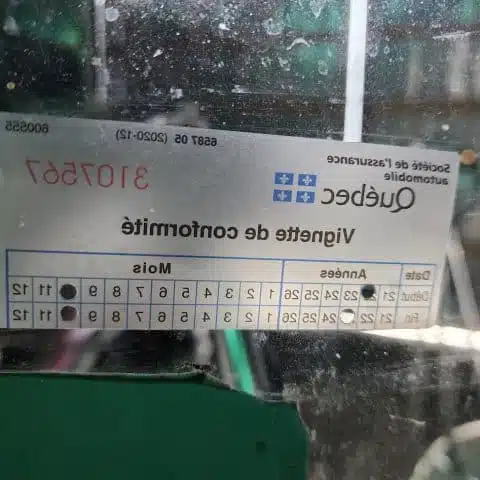 6587 05 (2020-12)
Société de l'assurance
automobile
Québec
3107567
Vignette de conformité
Date Années Mois
Début 21 23 24 25 26 1 2 3 4 5 6 7 8 9 11 12
Fin 21 22 24 25 26 1 2 3 4 5 6 7 8 9 11 12